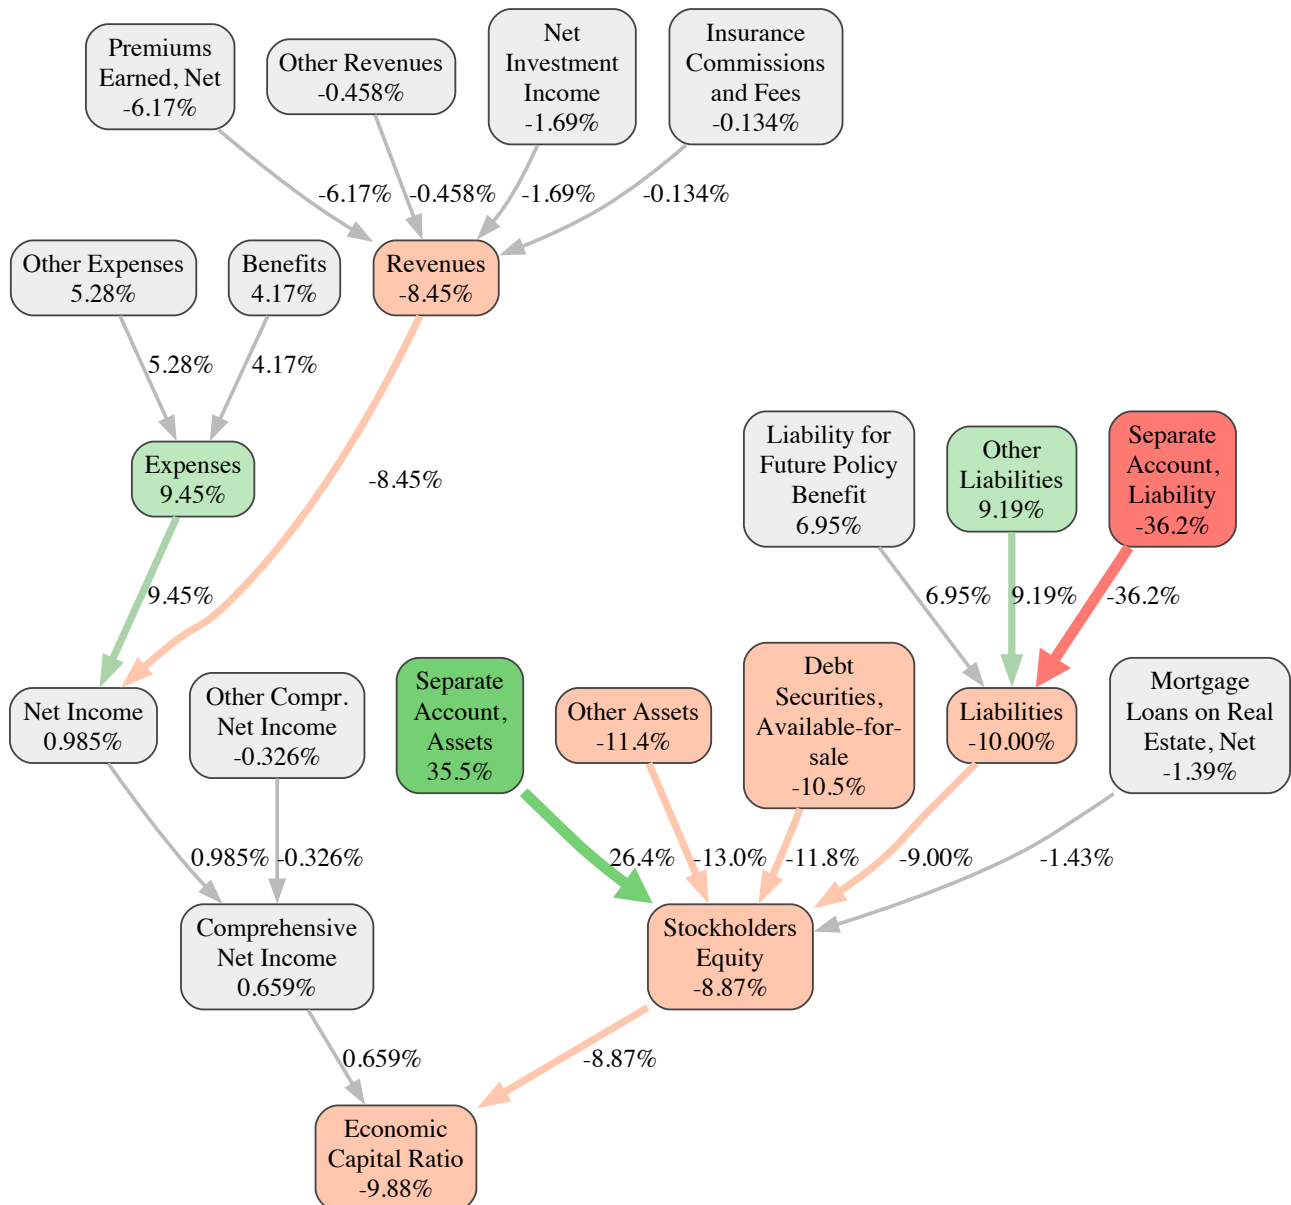 Premiums
Earned, Net
-6.17%
Other Revenues
-0.458%
Net
Investment
Income
-1.69%
Insurance
Commissions
and Fees
-0.134%
-6.17%
-0.458%
-1.69%
-0.134%
Other Expenses
5.28%
Benefits
4.17%
Revenues
-8.45%
5.28%
4.17%
-8.45%
Expenses
9.45%
Liability for
Future Policy
Benefit
6.95%
Other
Liabilities
9.19%
Separate
Account,
Liability
-36.2%
9.45%
6.95%
9.19%
-36.2%
Net Income
0.985%
Other Compr.
Net Income
-0.326%
Separate
Account,
Assets
35.5%
Other Assets
-11.4%
Debt
Securities,
Available-for-
sale
-10.5%
Liabilities
-10.00%
Mortgage
Loans on Real
Estate, Net
-1.39%
0.985%
-0.326%
26.4%
-13.0%
-11.8%
-9.00%
-1.43%
Comprehensive
Net Income
0.659%
Stockholders
Equity
-8.87%
0.659%
-8.87%
Economic
Capital Ratio
-9.88%